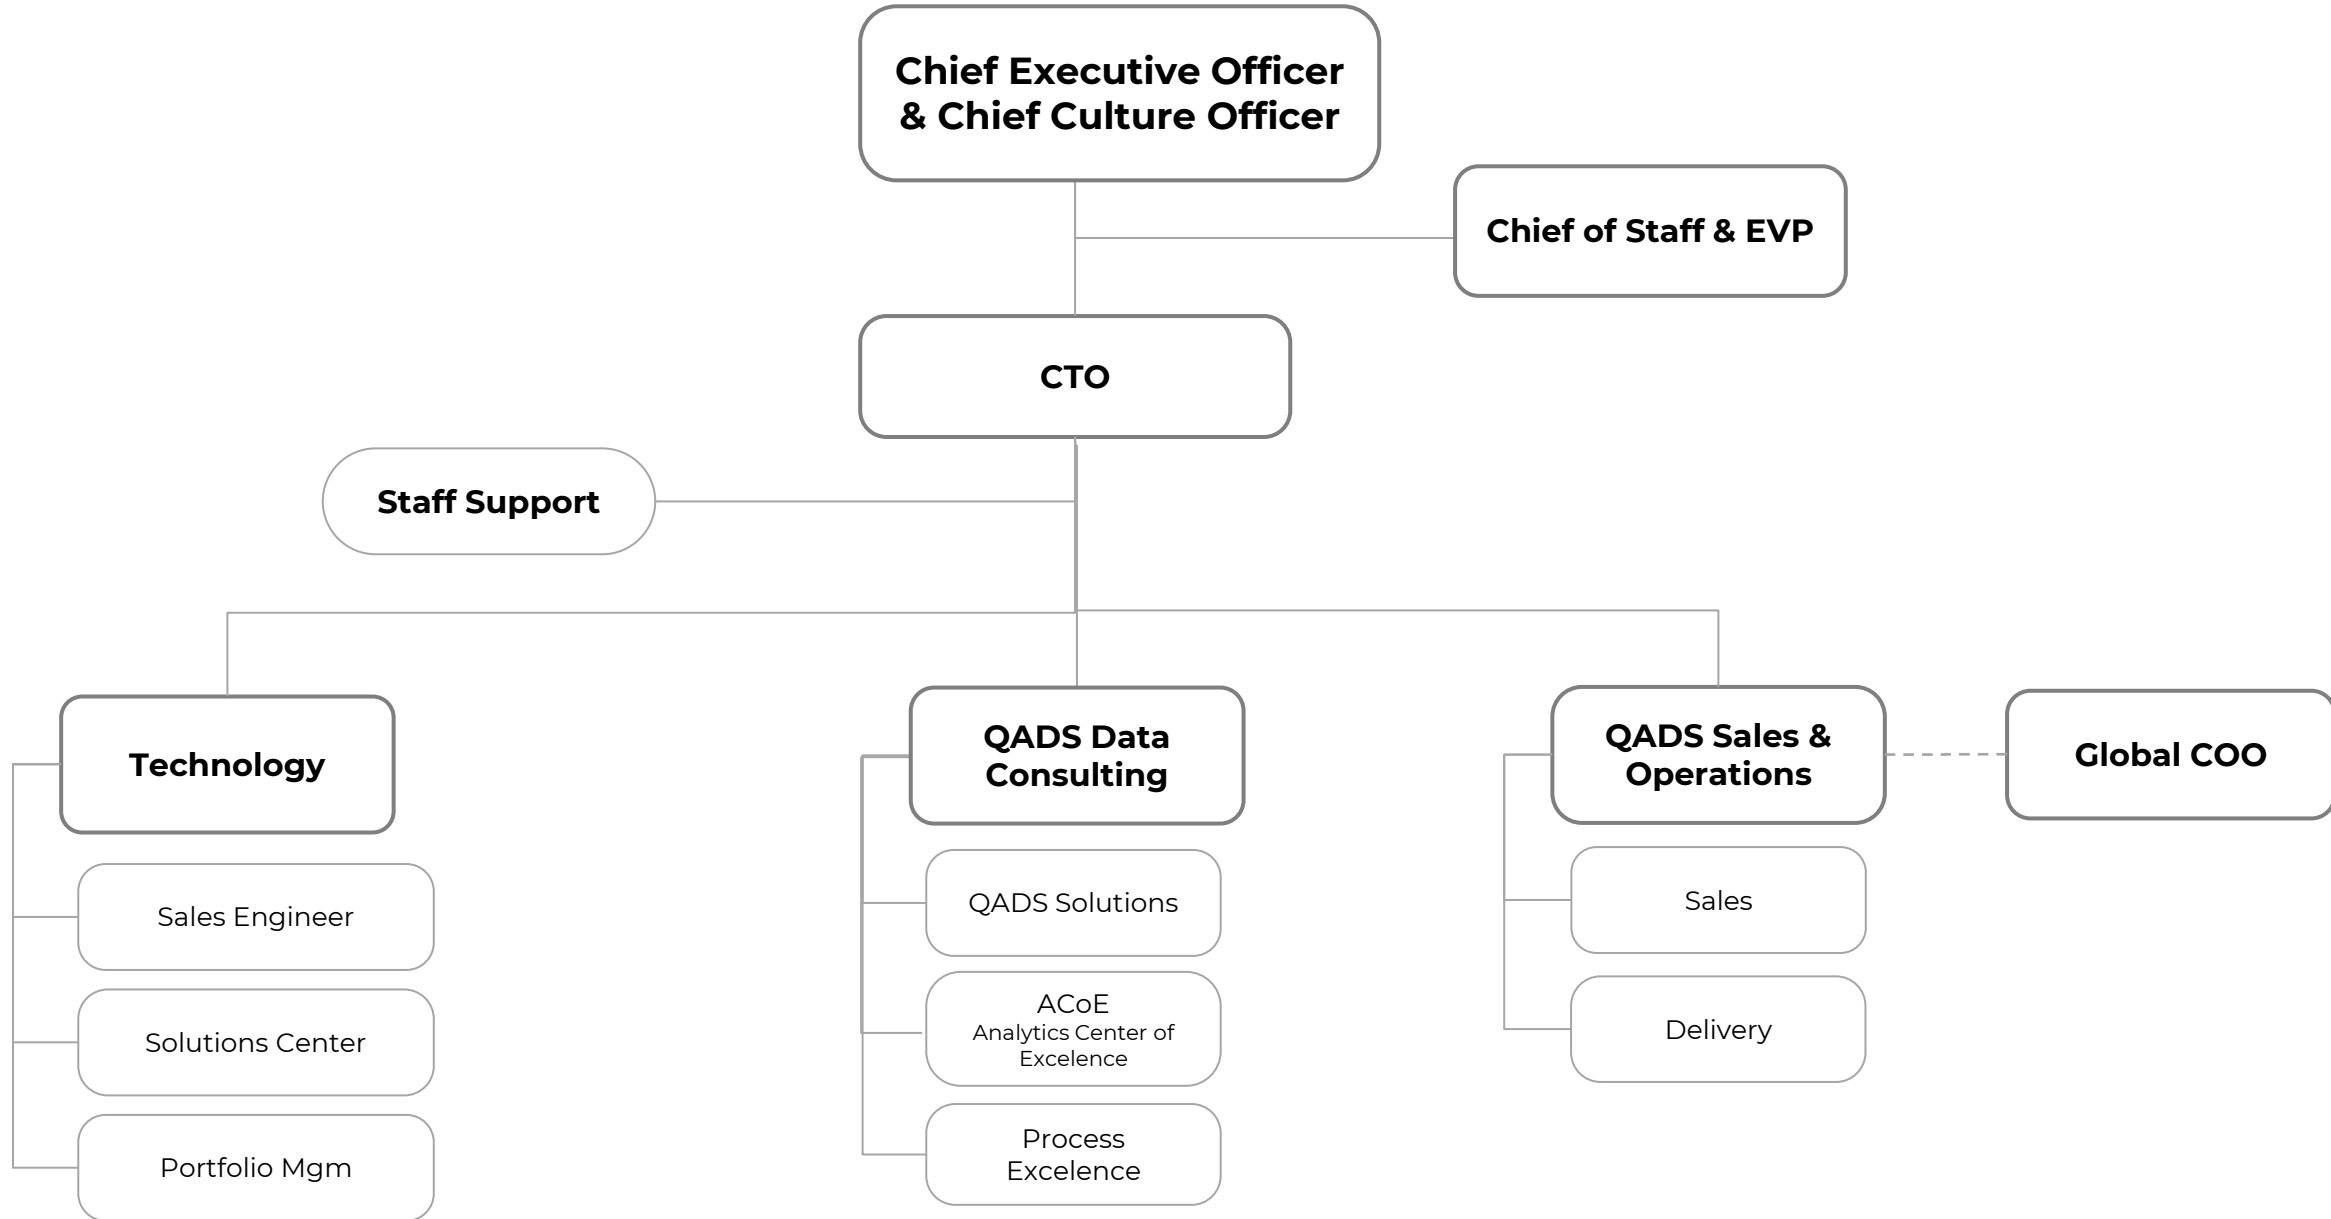 Chief Executive Officer
& Chief Culture Officer
Chief of Staff & EVP
CTO
Staff Support
Technology
Sales Engineer
Solutions Center
Portfolio Mgm
QADS Data
Consulting
QADS Solutions
ACoE
Analytics Center of
Excelence
Process
Excelence
QADS Sales &
Operations
Sales
Delivery
Global COO